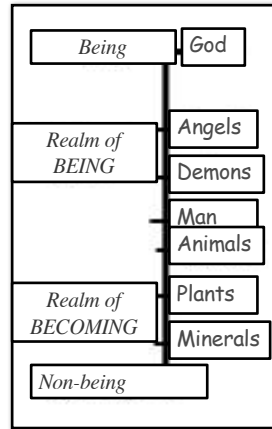 Being
God
Angels
Realm of
BEING
Demons
Man
Animals
Realm of
BECOMING
Plants
Minerals
Non-being